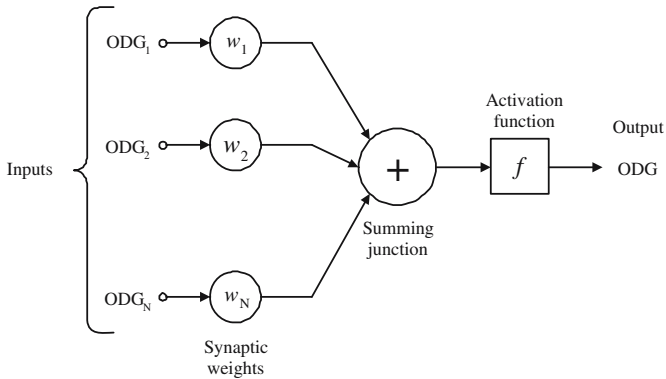 ODG1
w1
Activation
function
Output
ODG2
w2
Inputs
+
f
ODG
Summing
junction
ODGN
wN
Synaptic
weights